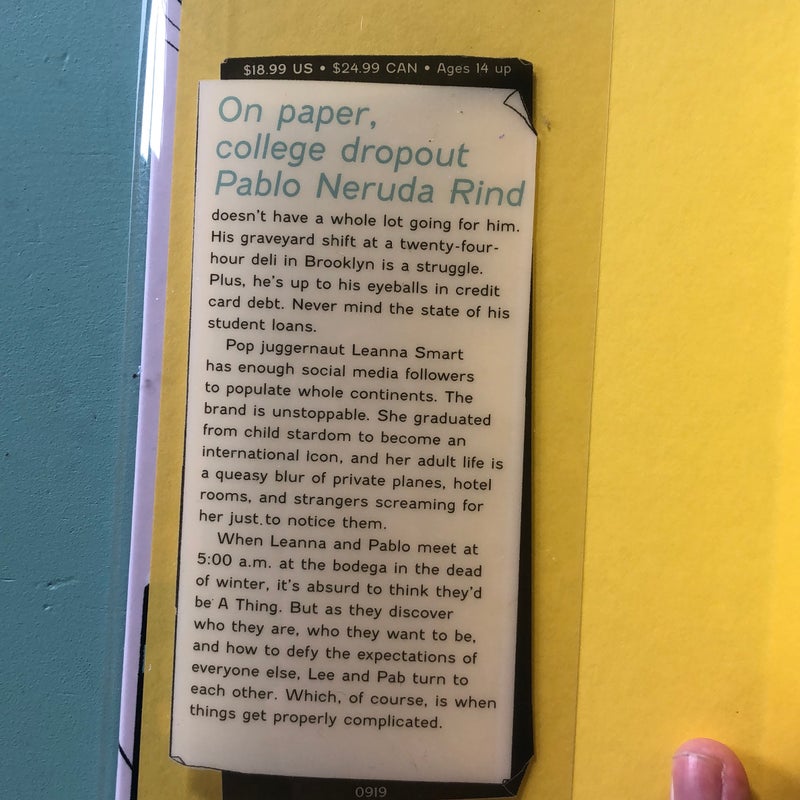 $18.99 US • $24.99 CAN • Ages 14 up
On paper,
college dropout
Pablo Neruda Rind
doesn't have a whole lot going for him.
His graveyard shift at a twenty-four-
hour deli in Brooklyn is a struggle.
Plus, he's up to his eyeballs in credit
card debt. Never mind the state of his
student loans.
Pop juggernaut Leanna Smart
has enough social media followers
to populate whole continents. The
brand is unstoppable. She graduated
from child stardom to become an
international Icon, and her adult life is
a queasy blur of private planes, hotel
rooms, and strangers screaming for
her just to notice them.
When Leanna and Pablo meet at
5:00 a.m. at the bodega in the dead
of winter, it's absurd to think they'd
be A Thing. But as they discover
who they are, who they want to be,
and how to defy the expectations of
everyone else, Lee and Pab turn to
each other. Which, of course, is when
things get properly complicated.
0919